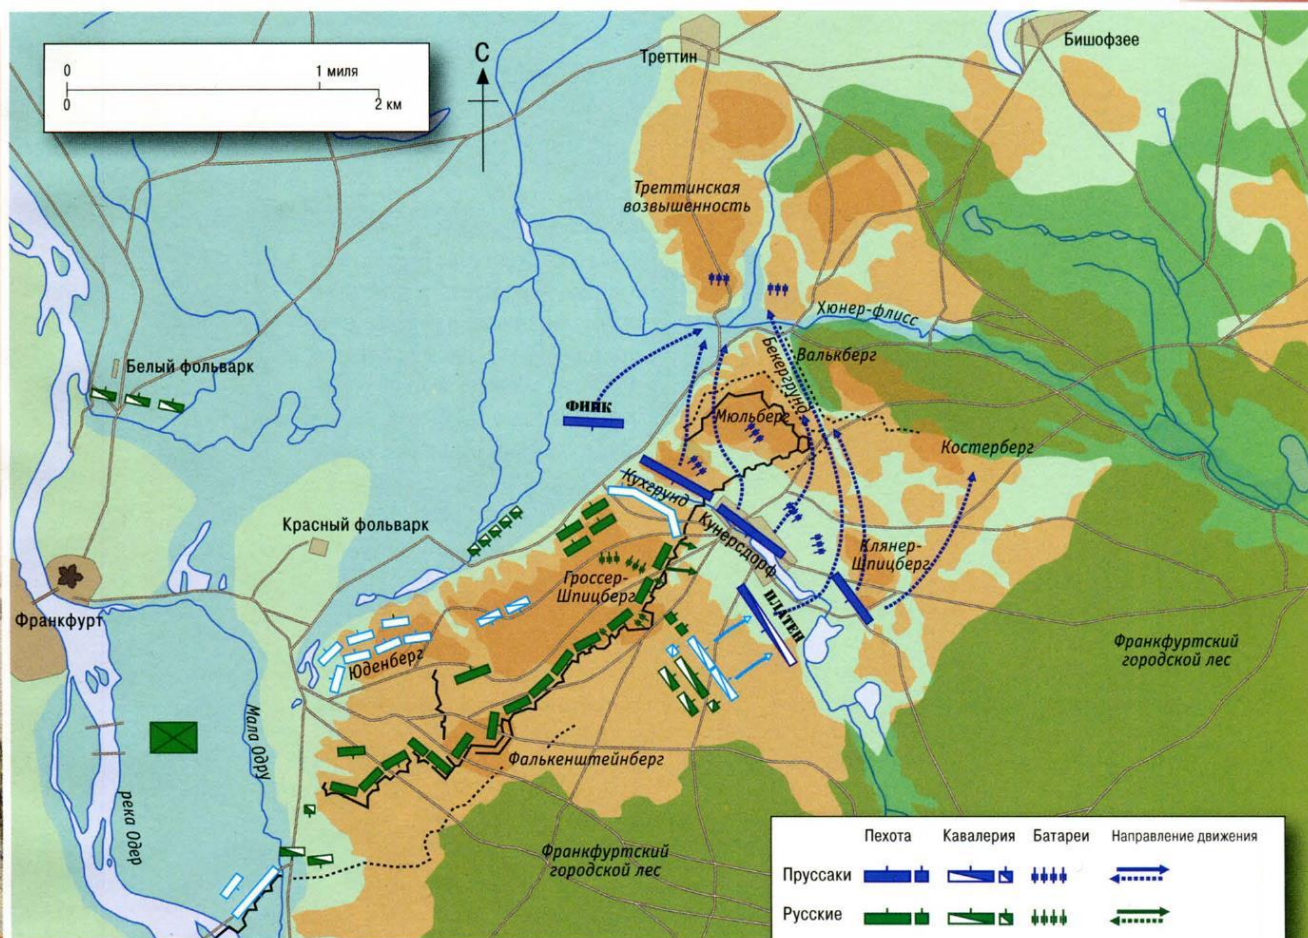 0
1 миля
0
2 км
С
Треттин
Бишофзее
Треттинская
возвышенность
Хюнер-флисс
Бекергрунд
Валькберг
Белый фольварк
ФИНК
Мюльберг
Костерберг
Кухгрунд
Красный фольварк
Кунерсдорф
Клянер-
Шпицберг
Гроссер-
Шпицберг
ПЛАТЕН
Франкфурт
Юденберг
Франкфуртский
городской лес
Мала Одру
Фалькенштейнберг
река Одер
Франкфуртский
городской лес
Пехота Кавалерия Батареи Направление движения
Пруссаки
Русские